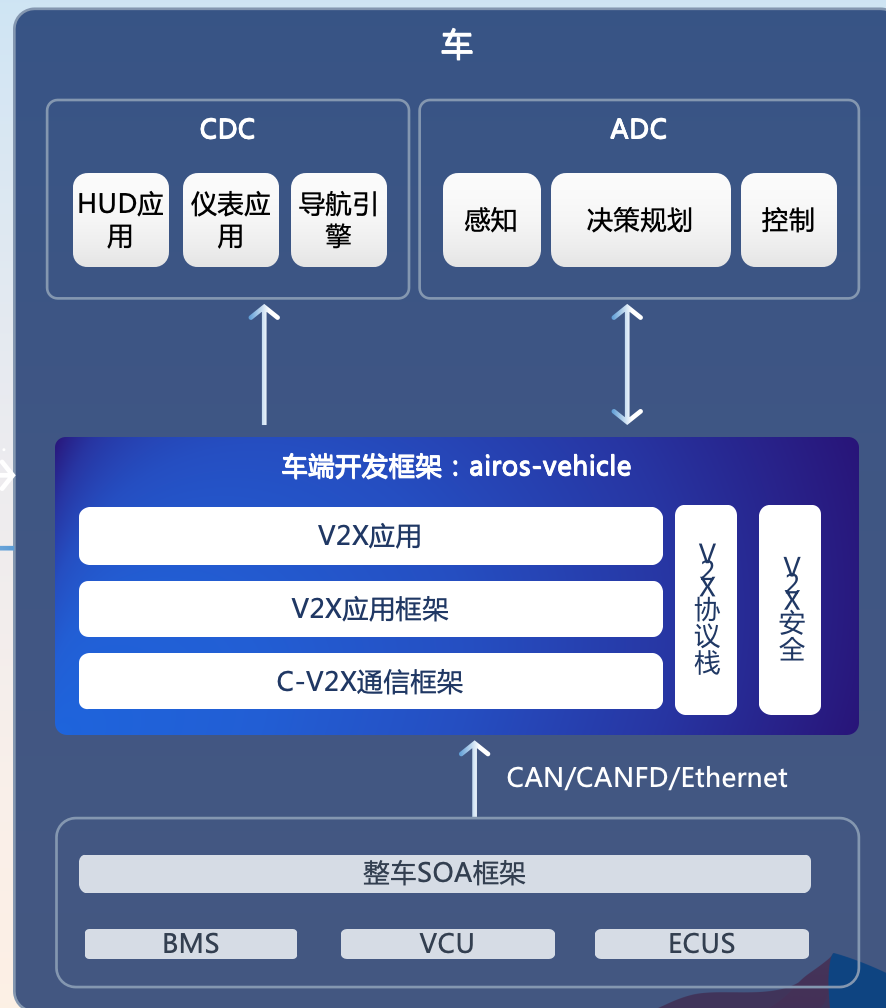 车
CDC
HUD应
用
仪表应
用
导航引
擎
ADC
感知
决策规划
控制
车端开发框架：airos-vehicle
V2X应用
V2X应用框架
C-V2X通信框架
V2X协议栈
V2X安全
CAN/CANFD/Ethernet
整车SOA框架
BMS
VCU
ECUS